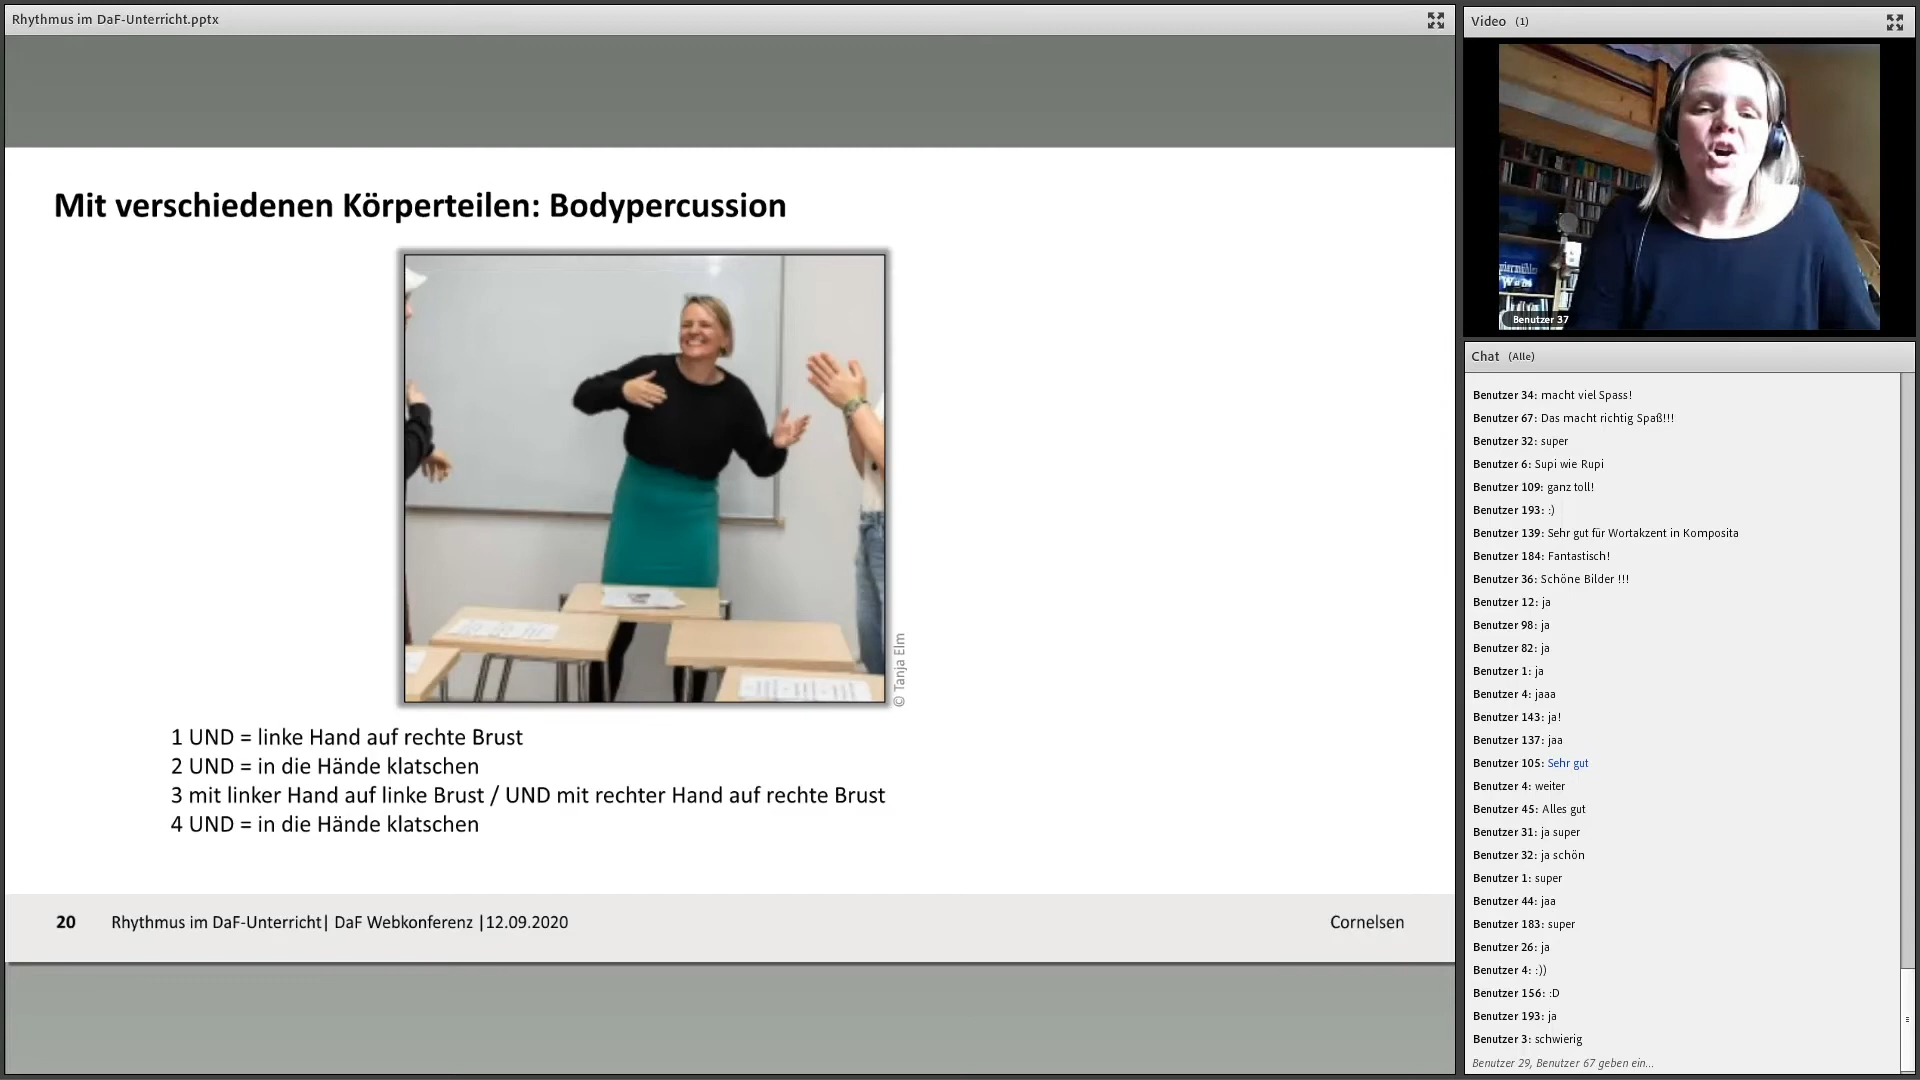 Rhythmus im DaF-Unterricht.pptx
Mit verschiedenen Körperteilen: Bodypercussion
© Tanja Elm
1 UND = linke Hand auf rechte Brust
2 UND = in die Hände klatschen
3 mit linker Hand auf linke Brust / UND mit rechter Hand auf rechte Brust
4 UND = in die Hände klatschen
20 Rhythmus im DaF-Unterricht| DaF Webkonferenz |12.09.2020 Cornelsen
Video (1)
Benutzer 37
Chat (Alle)
Benutzer 34: macht viel Spass!
Benutzer 67: Das macht richtig Spaß!!!
Benutzer 32: super
Benutzer 6: Supi wie Rupi
Benutzer 109: ganz toll!
Benutzer 193: :)
Benutzer 139: Sehr gut für Wortakzent in Komposita
Benutzer 184: Fantastisch!
Benutzer 36: Schöne Bilder !!!
Benutzer 12: ja
Benutzer 98: ja
Benutzer 82: ja
Benutzer 1: ja
Benutzer 4: jaaa
Benutzer 143: ja!
Benutzer 137: jaa
Benutzer 105: Sehr gut
Benutzer 4: weiter
Benutzer 45: Alles gut
Benutzer 31: ja super
Benutzer 32: ja schön
Benutzer 1: super
Benutzer 44: jaa
Benutzer 183: super
Benutzer 26: ja
Benutzer 4: :))
Benutzer 156: :D
Benutzer 193: ja
Benutzer 3: schwierig
Benutzer 29, Benutzer 67 geben ein...